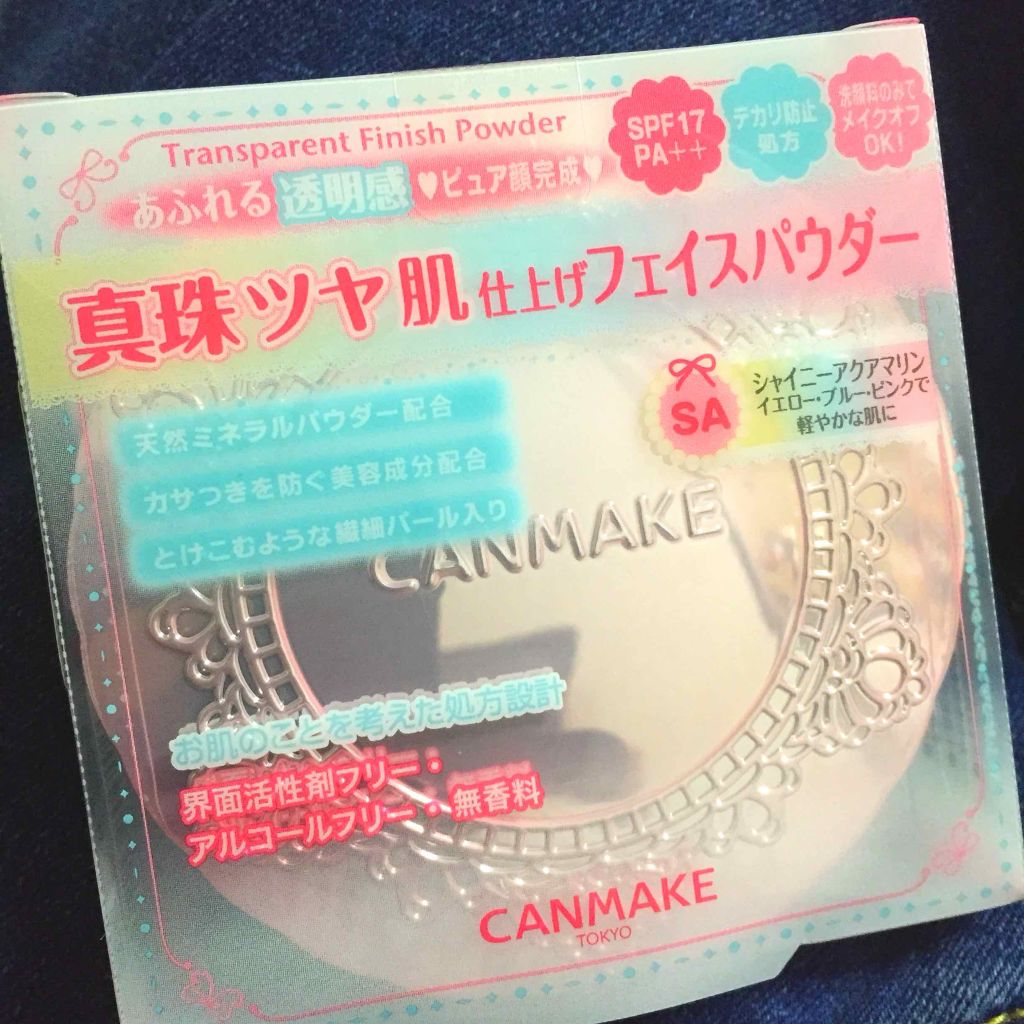 Transparent Finish Powder
SPF17
PA++
デカリ防止
処方
洗顔料のみで
メイクオフ
OK!
あふれる透明感♥ピュア顔完成♥
真珠ツヤ肌仕上げフェイスパウダー
SA
シャイニーアクアマリン
イエロー・ブルー・ピンクで
軽やかな肌に
天然ミネラルパウダー配合
カサつきを防ぐ美容成分配合
とけこむような繊細パール入り
CANMAKE
お肌のことを考えた処方設計
界面活性剤フリー・
アルコールフリー・無香料
CANMAKE
TOKYO